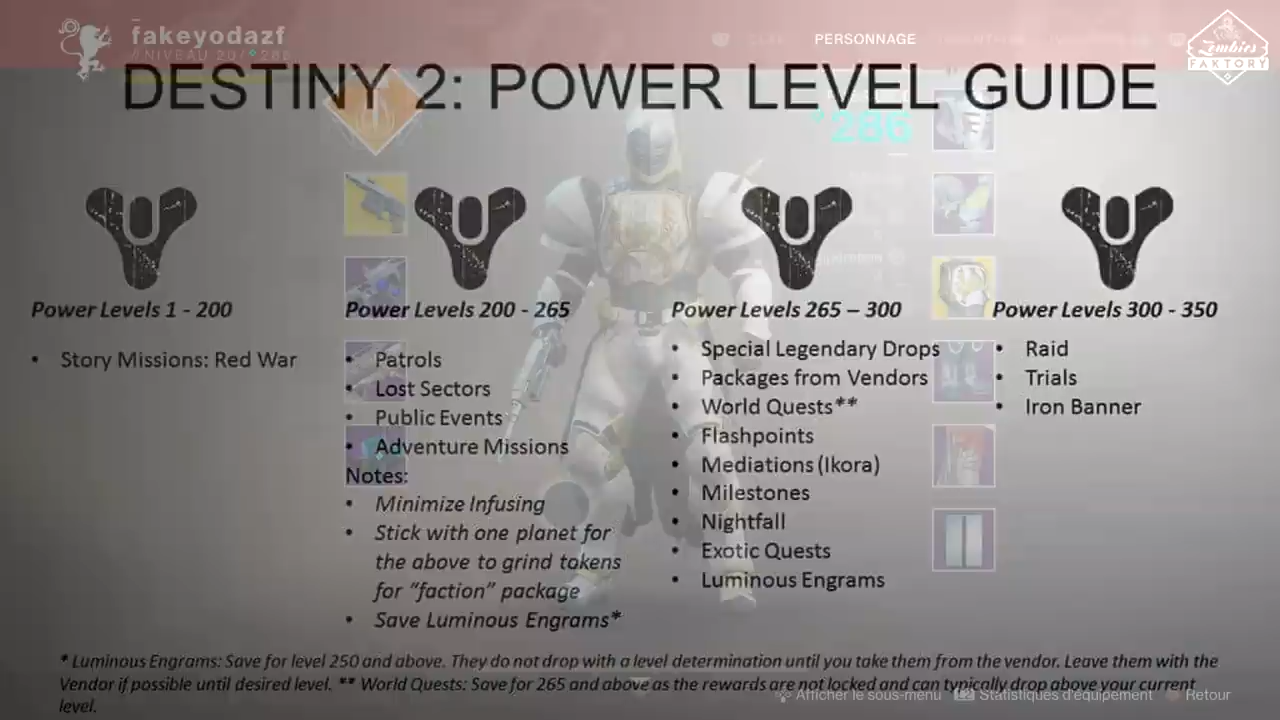 fakeyodazf
PERSONNAGE
Zombies
FAKTORY
DESTINY 2: POWER LEVEL GUIDE
286
Power Levels 1 - 200
• Story Missions: Red War
Power Levels 200 - 265
• Patrols
• Lost Sectors
• Public Events
• Adventure Missions
Notes:
• Minimize Infusing
• Stick with one planet for
the above to grind tokens
for “faction” package
• Save Luminous Engrams*
Power Levels 265 – 300
• Special Legendary Drops
• Packages from Vendors
• World Quests**
• Flashpoints
• Mediations (Ikora)
• Milestones
• Nightfall
• Exotic Quests
• Luminous Engrams
Power Levels 300 - 350
• Raid
• Trials
• Iron Banner
* Luminous Engrams: Save for level 250 and above. They do not drop with a level determination until you take them from the vendor. Leave them with the
Vendor if possible until desired level. ** World Quests: Save for 265 and above as the rewards are not locked and can typically drop above your current
level.
Afficher le sous-menu L2 Statistiques d'équipement Retour